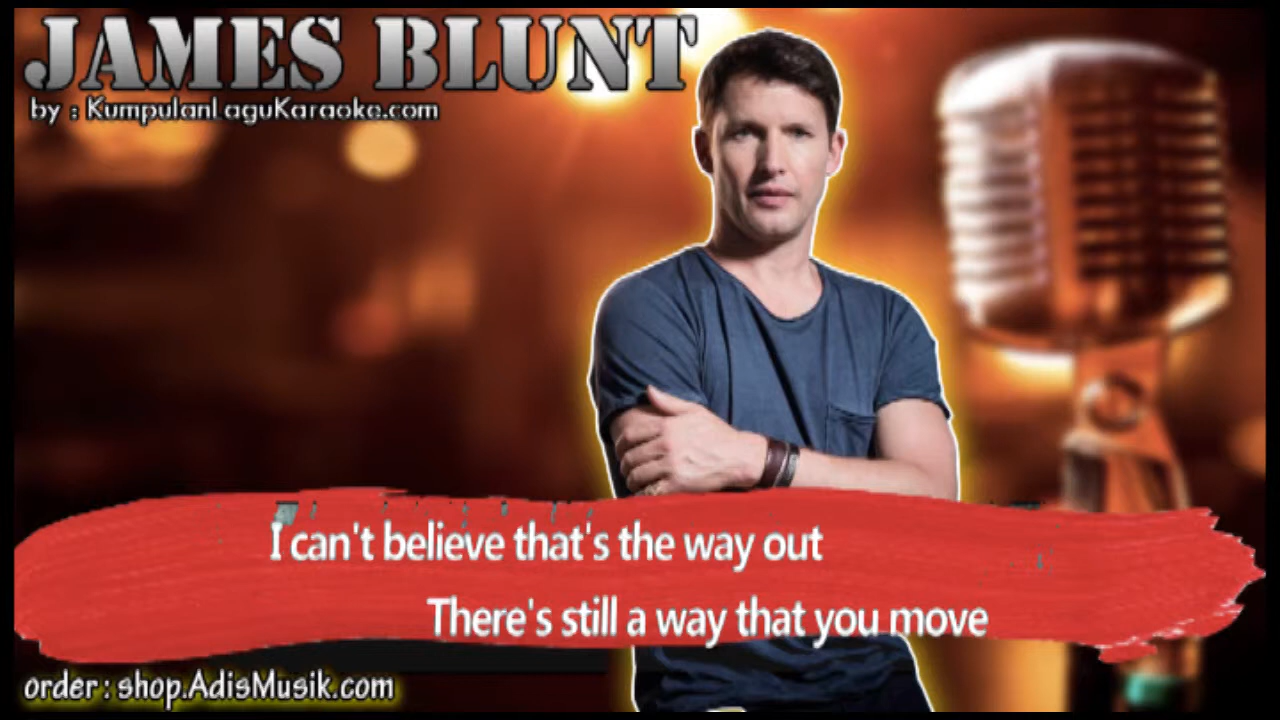 JAMES BLUNT
by : KumpulanLaguKaraoke.com
I can't believe that's the way out
There's still a way that you move
order : shop.AdisMusik.com